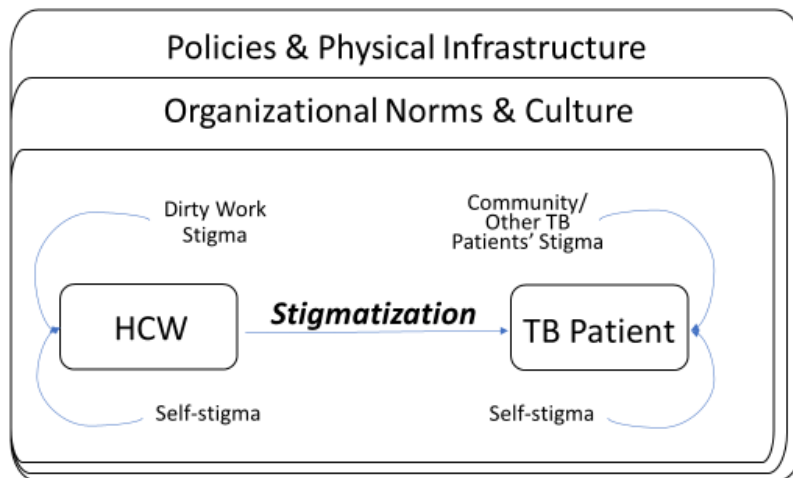 Policies & Physical Infrastructure
Organizational Norms & Culture
Dirty Work
Stigma
Community/
Other TB
Patients' Stigma
HCW
Stigmatization
TB Patient
Self-stigma
Self-stigma